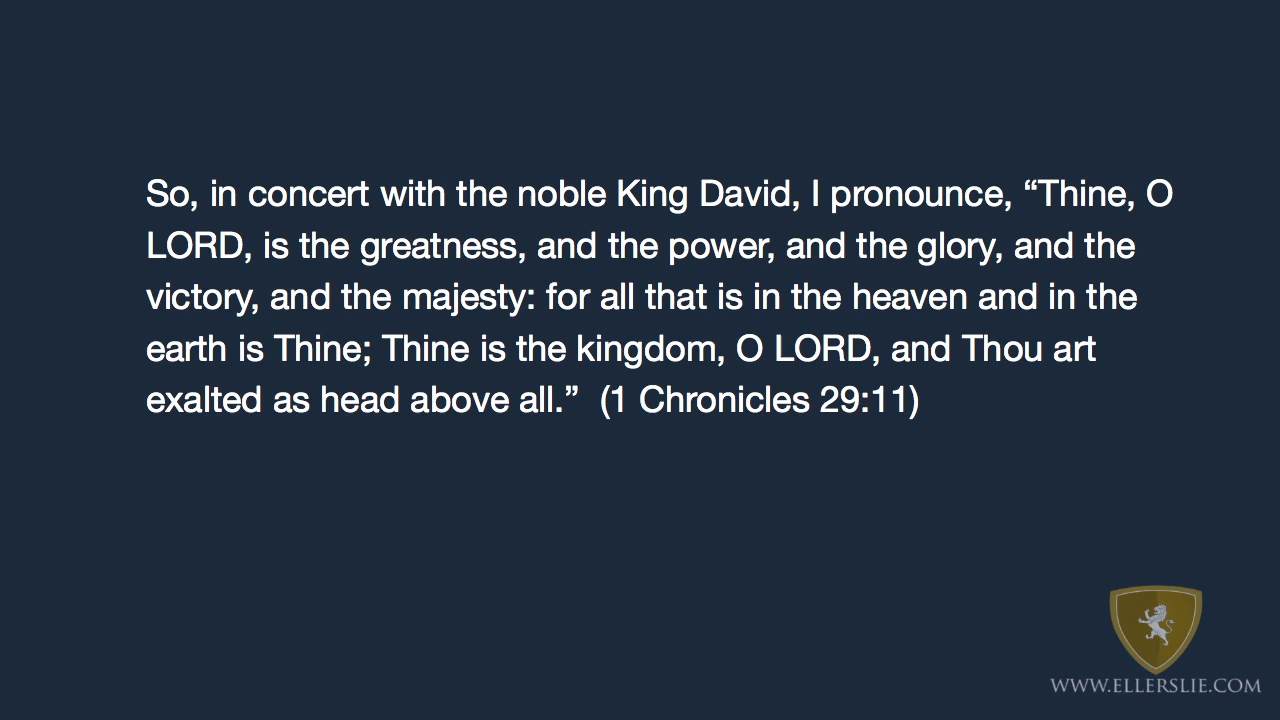 So, in concert with the noble King David, I pronounce, “Thine, O
LORD, is the greatness, and the power, and the glory, and the
victory, and the majesty: for all that is in the heaven and in the
earth is Thine; Thine is the kingdom, O LORD, and Thou art
exalted as head above all.”  (1 Chronicles 29:11)
WWW.ELLERSLIE.COM